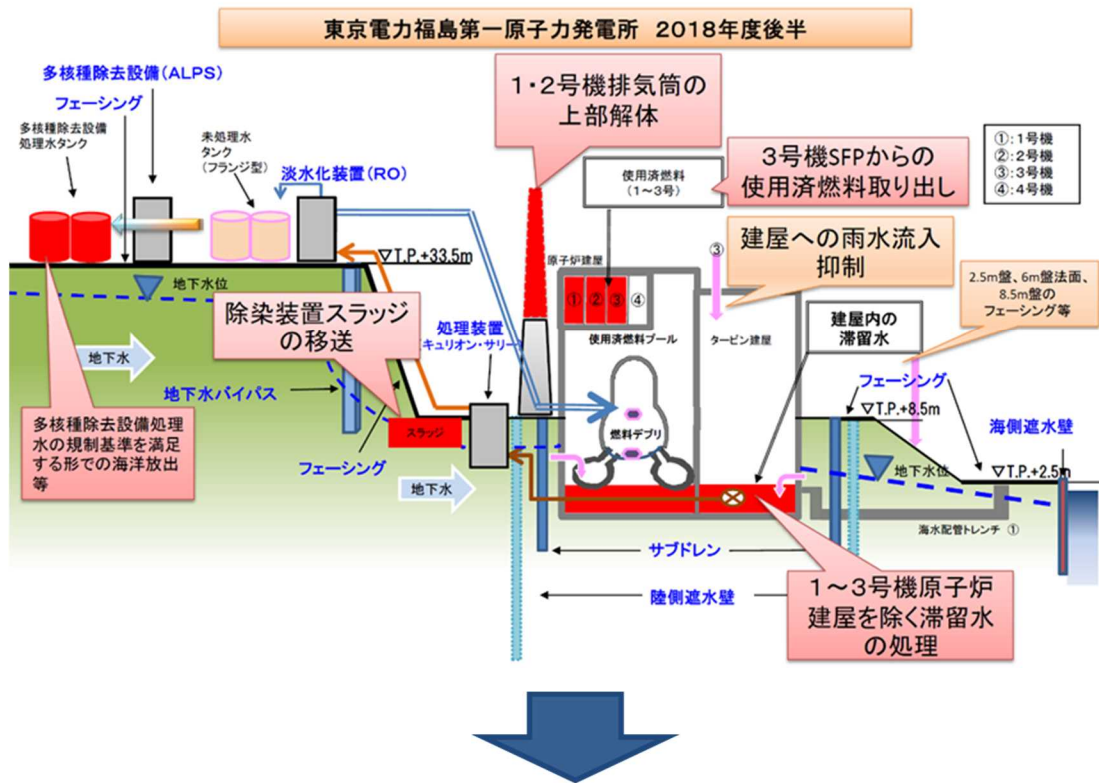 東京電力福島第一原子力発電所 2018年度後半
多核種除去設備(ALPS)
フェーシング
多核種除去設備
処理水タンク
未処理水
タンク
(フランジ型)
淡水化装置(RO)
1・2号機排気筒の
上部解体
使用済燃料
(1~3号)
3号機SFPからの
使用済燃料取り出し
①:1号機
②:2号機
③:3号機
④:4号機
▽T.P.+33.5m
原子炉建屋
③
建屋への雨水流入
抑制
2.5m盤、6m盤法面、
8.5m盤の
フェーシング等
地下水位
① ② ③ ④
除染装置スラッジ
の移送
処理装置
キュリオン・サリー
使用済燃料プール
タービン建屋
建屋内の
滞留水
地下水
地下水バイパス
フェーシング
▽T.P.+8.5m
海側遮水壁
多核種除去設備処理
水の規制基準を満足
する形での海洋放出
等
スラッジ
燃料デブリ
フェーシング
地下水
地下水位
▽T.P.+2.5m
海水配管トレンチ ①
サブドレン
陸側遮水壁
1~3号機原子炉
建屋を除く滞留水
の処理